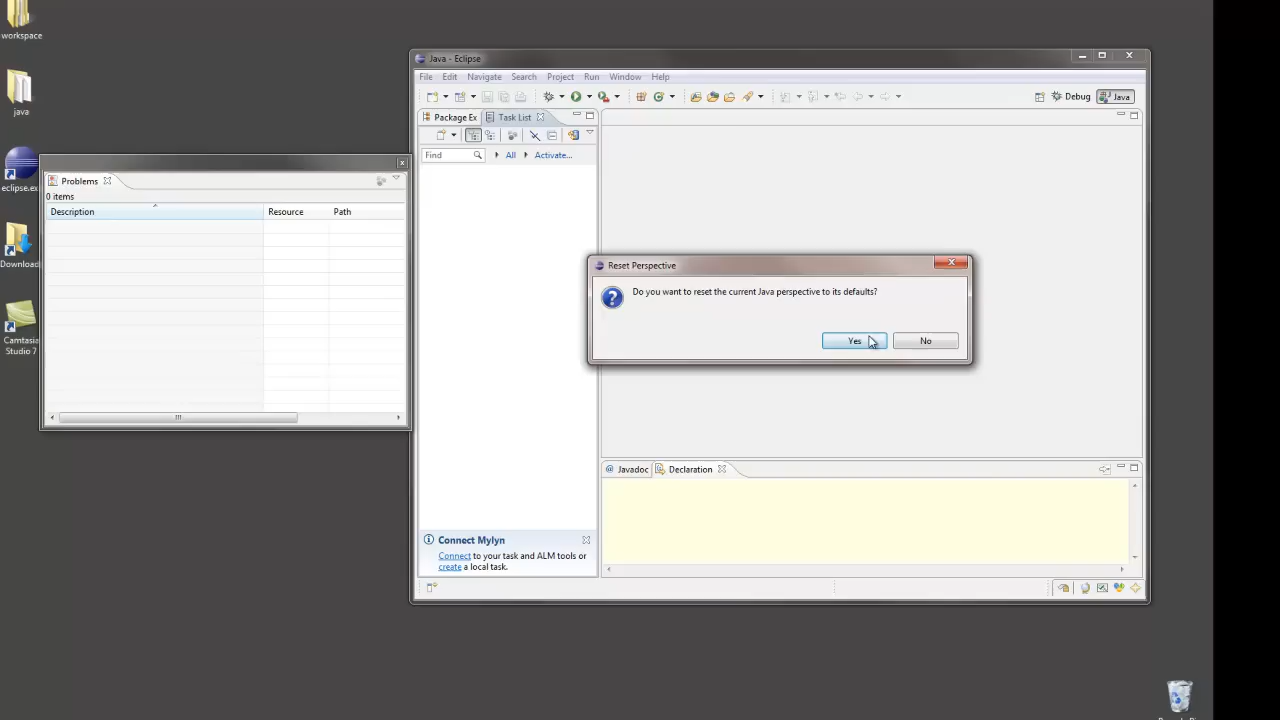 workspace
java
eclipse.ex
Download
Camtasia
Studio 7
Problems
0 items
Description Resource Path
Java - Eclipse
File Edit Navigate Search Project Run Window Help
Debug Java
Package Ex Task List
Find All Activate...
Reset Perspective
Do you want to reset the current Java perspective to its defaults?
Yes No
@ Javadoc Declaration
Connect Mylyn
Connect to your task and ALM tools or
create a local task.